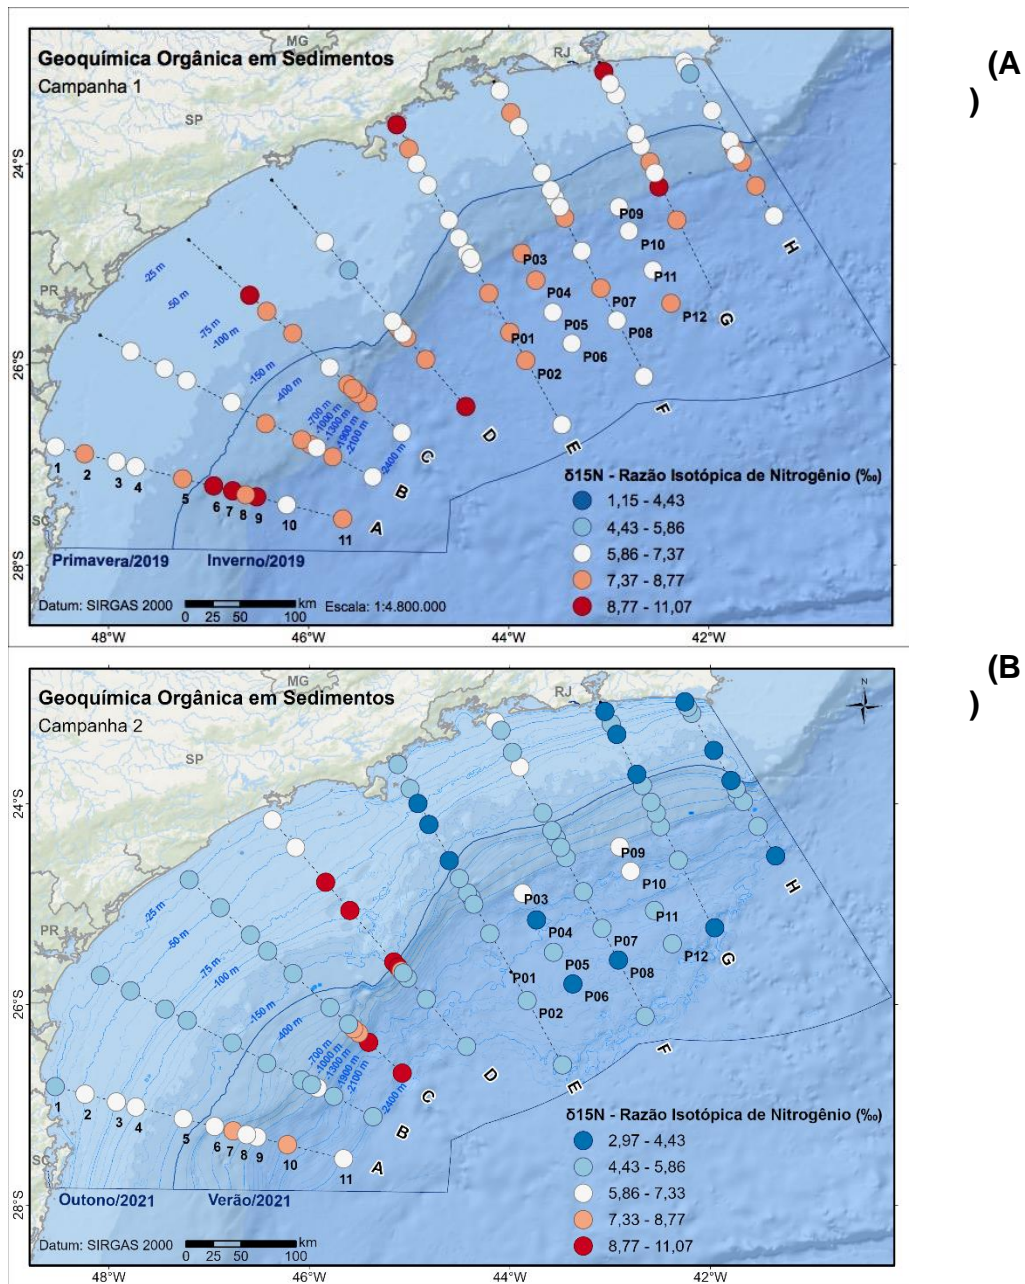 (A
)
Geoquímica Orgânica em Sedimentos
Campanha 1
MG
RJ
SP
PR
SC
24°S
26°S
28°S
-25 m
-50 m
-75 m
-100 m
-150 m
-400 m
-700 m
-1000 m
-1300 m
-1900 m
-2100 m
-2400 m
P09
P10
P03
P11
P04
P07
P12
P05
P08
P01
P06
P02
H
G
F
E
D
C
B
A
1
2
3
4
5
6
7
8
9
10
11
δ15N - Razão Isotópica de Nitrogênio (‰)
1,15 - 4,43
4,43 - 5,86
5,86 - 7,37
7,37 - 8,77
8,77 - 11,07
Primavera/2019
Inverno/2019
Datum: SIRGAS 2000
km
Escala: 1:4.800.000
0 25 50 100
48°W
46°W
44°W
42°W
(B
)
Geoquímica Orgânica em Sedimentos
Campanha 2
MG
RJ
N
SP
PR
SC
24°S
26°S
28°S
-25 m
-50 m
-75 m
-100 m
-150 m
-400 m
-700 m
-1000 m
-1300 m
-1900 m
-2100 m
-2400 m
P09
P10
P03
P11
P04
P07
P12
P05
P08
P01
P06
P02
H
G
F
E
D
C
B
A
1
2
3
4
5
6
7
8
9
10
11
δ15N - Razão Isotópica de Nitrogênio (‰)
2,97 - 4,43
4,43 - 5,86
5,86 - 7,33
7,33 - 8,77
8,77 - 11,07
Outono/2021
Verão/2021
Datum: SIRGAS 2000
km
0 25 50 100
48°W
46°W
44°W
42°W